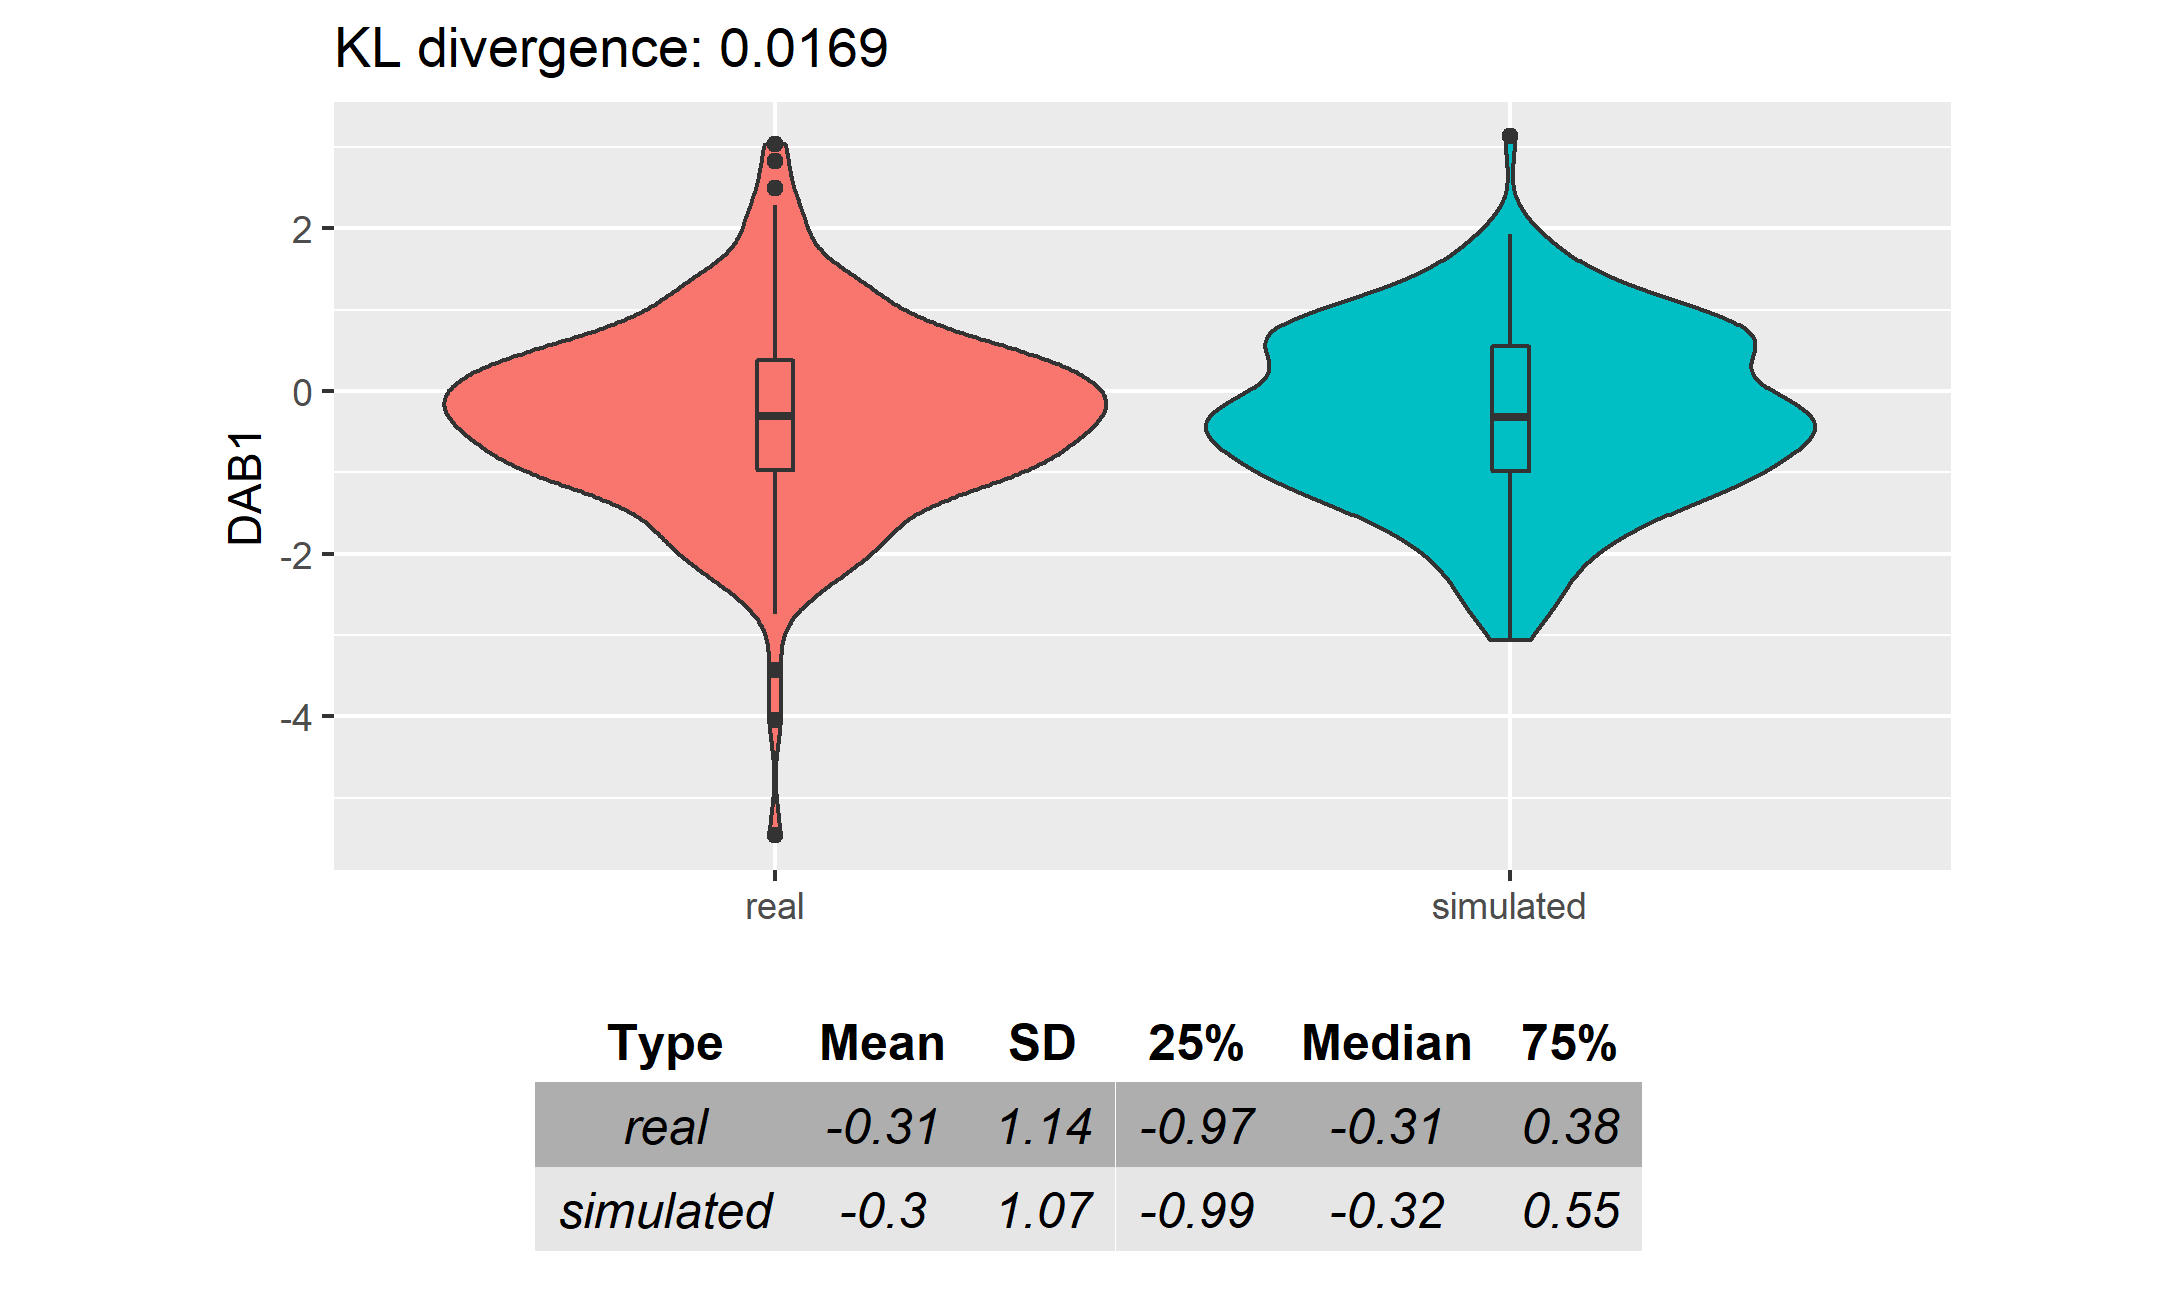 KL divergence: 0.0169
DAB1
2
0
-2
-4
real simulated
Type Mean SD 25% Median 75%
real -0.31 1.14 -0.97 -0.31 0.38
simulated -0.3 1.07 -0.99 -0.32 0.55